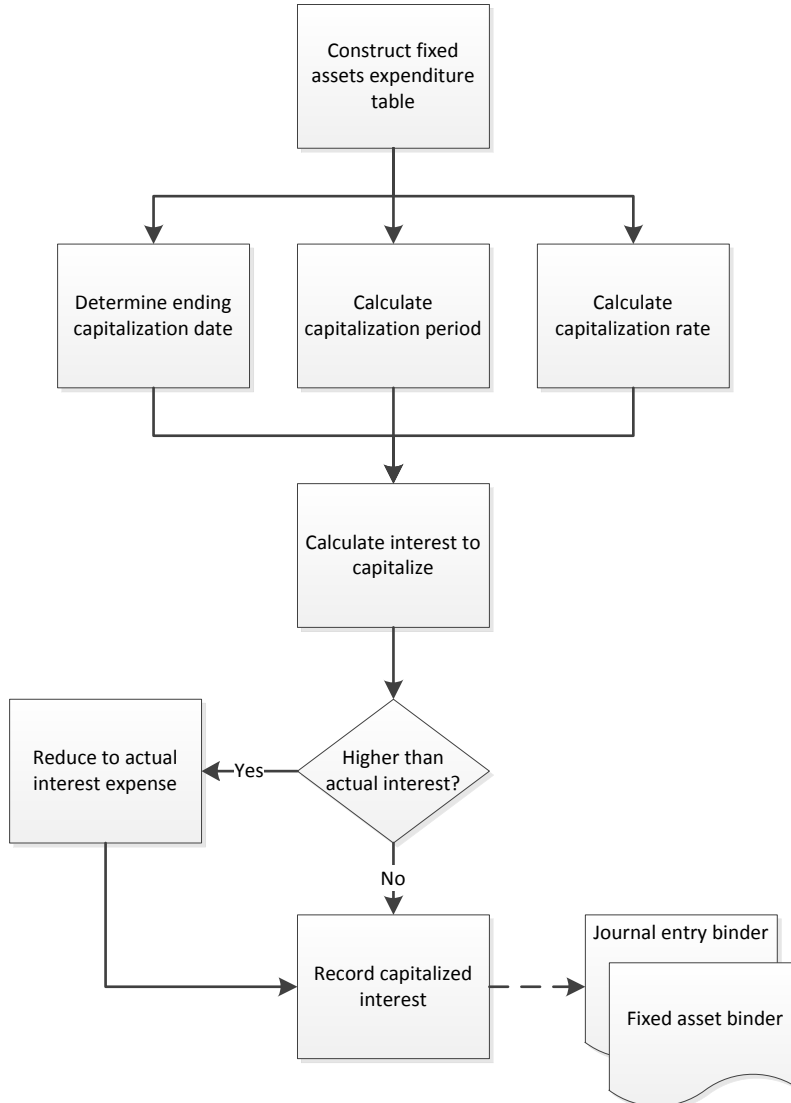 Construct fixed
assets expenditure
table
Determine ending
capitalization date
Calculate
capitalization period
Calculate
capitalization rate
Calculate interest to
capitalize
Higher than
actual interest?
Yes
Reduce to actual
interest expense
No
Record capitalized
interest
Journal entry binder
Fixed asset binder